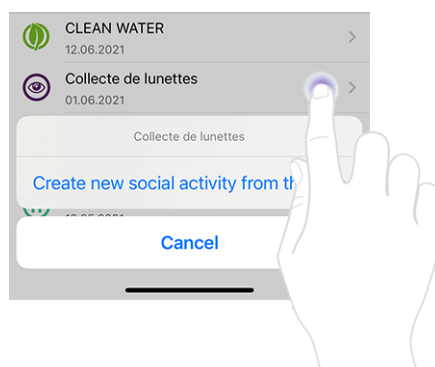 CLEAN WATER
12.06.2021
Collecte de lunettes
01.06.2021
Collecte de lunettes
Create new social activity from
Cancel